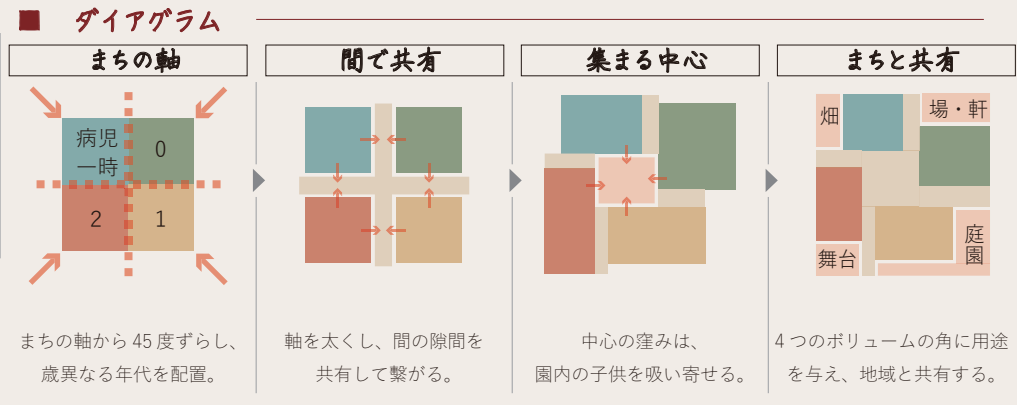 ダイアグラム
まちの軸
間で共有
集まる中心
まちと共有
病児
一時
0
2
1
畑
場・軒
庭
園
舞台
まちの軸から 45 度ずらし、
歳異なる年代を配置。
軸を太くし、間の隙間を
共有して繋がる。
中心の窪みは、
園内の子供を吸い寄せる。
4 つのボリュームの角に用途
を与え、地域と共有する。